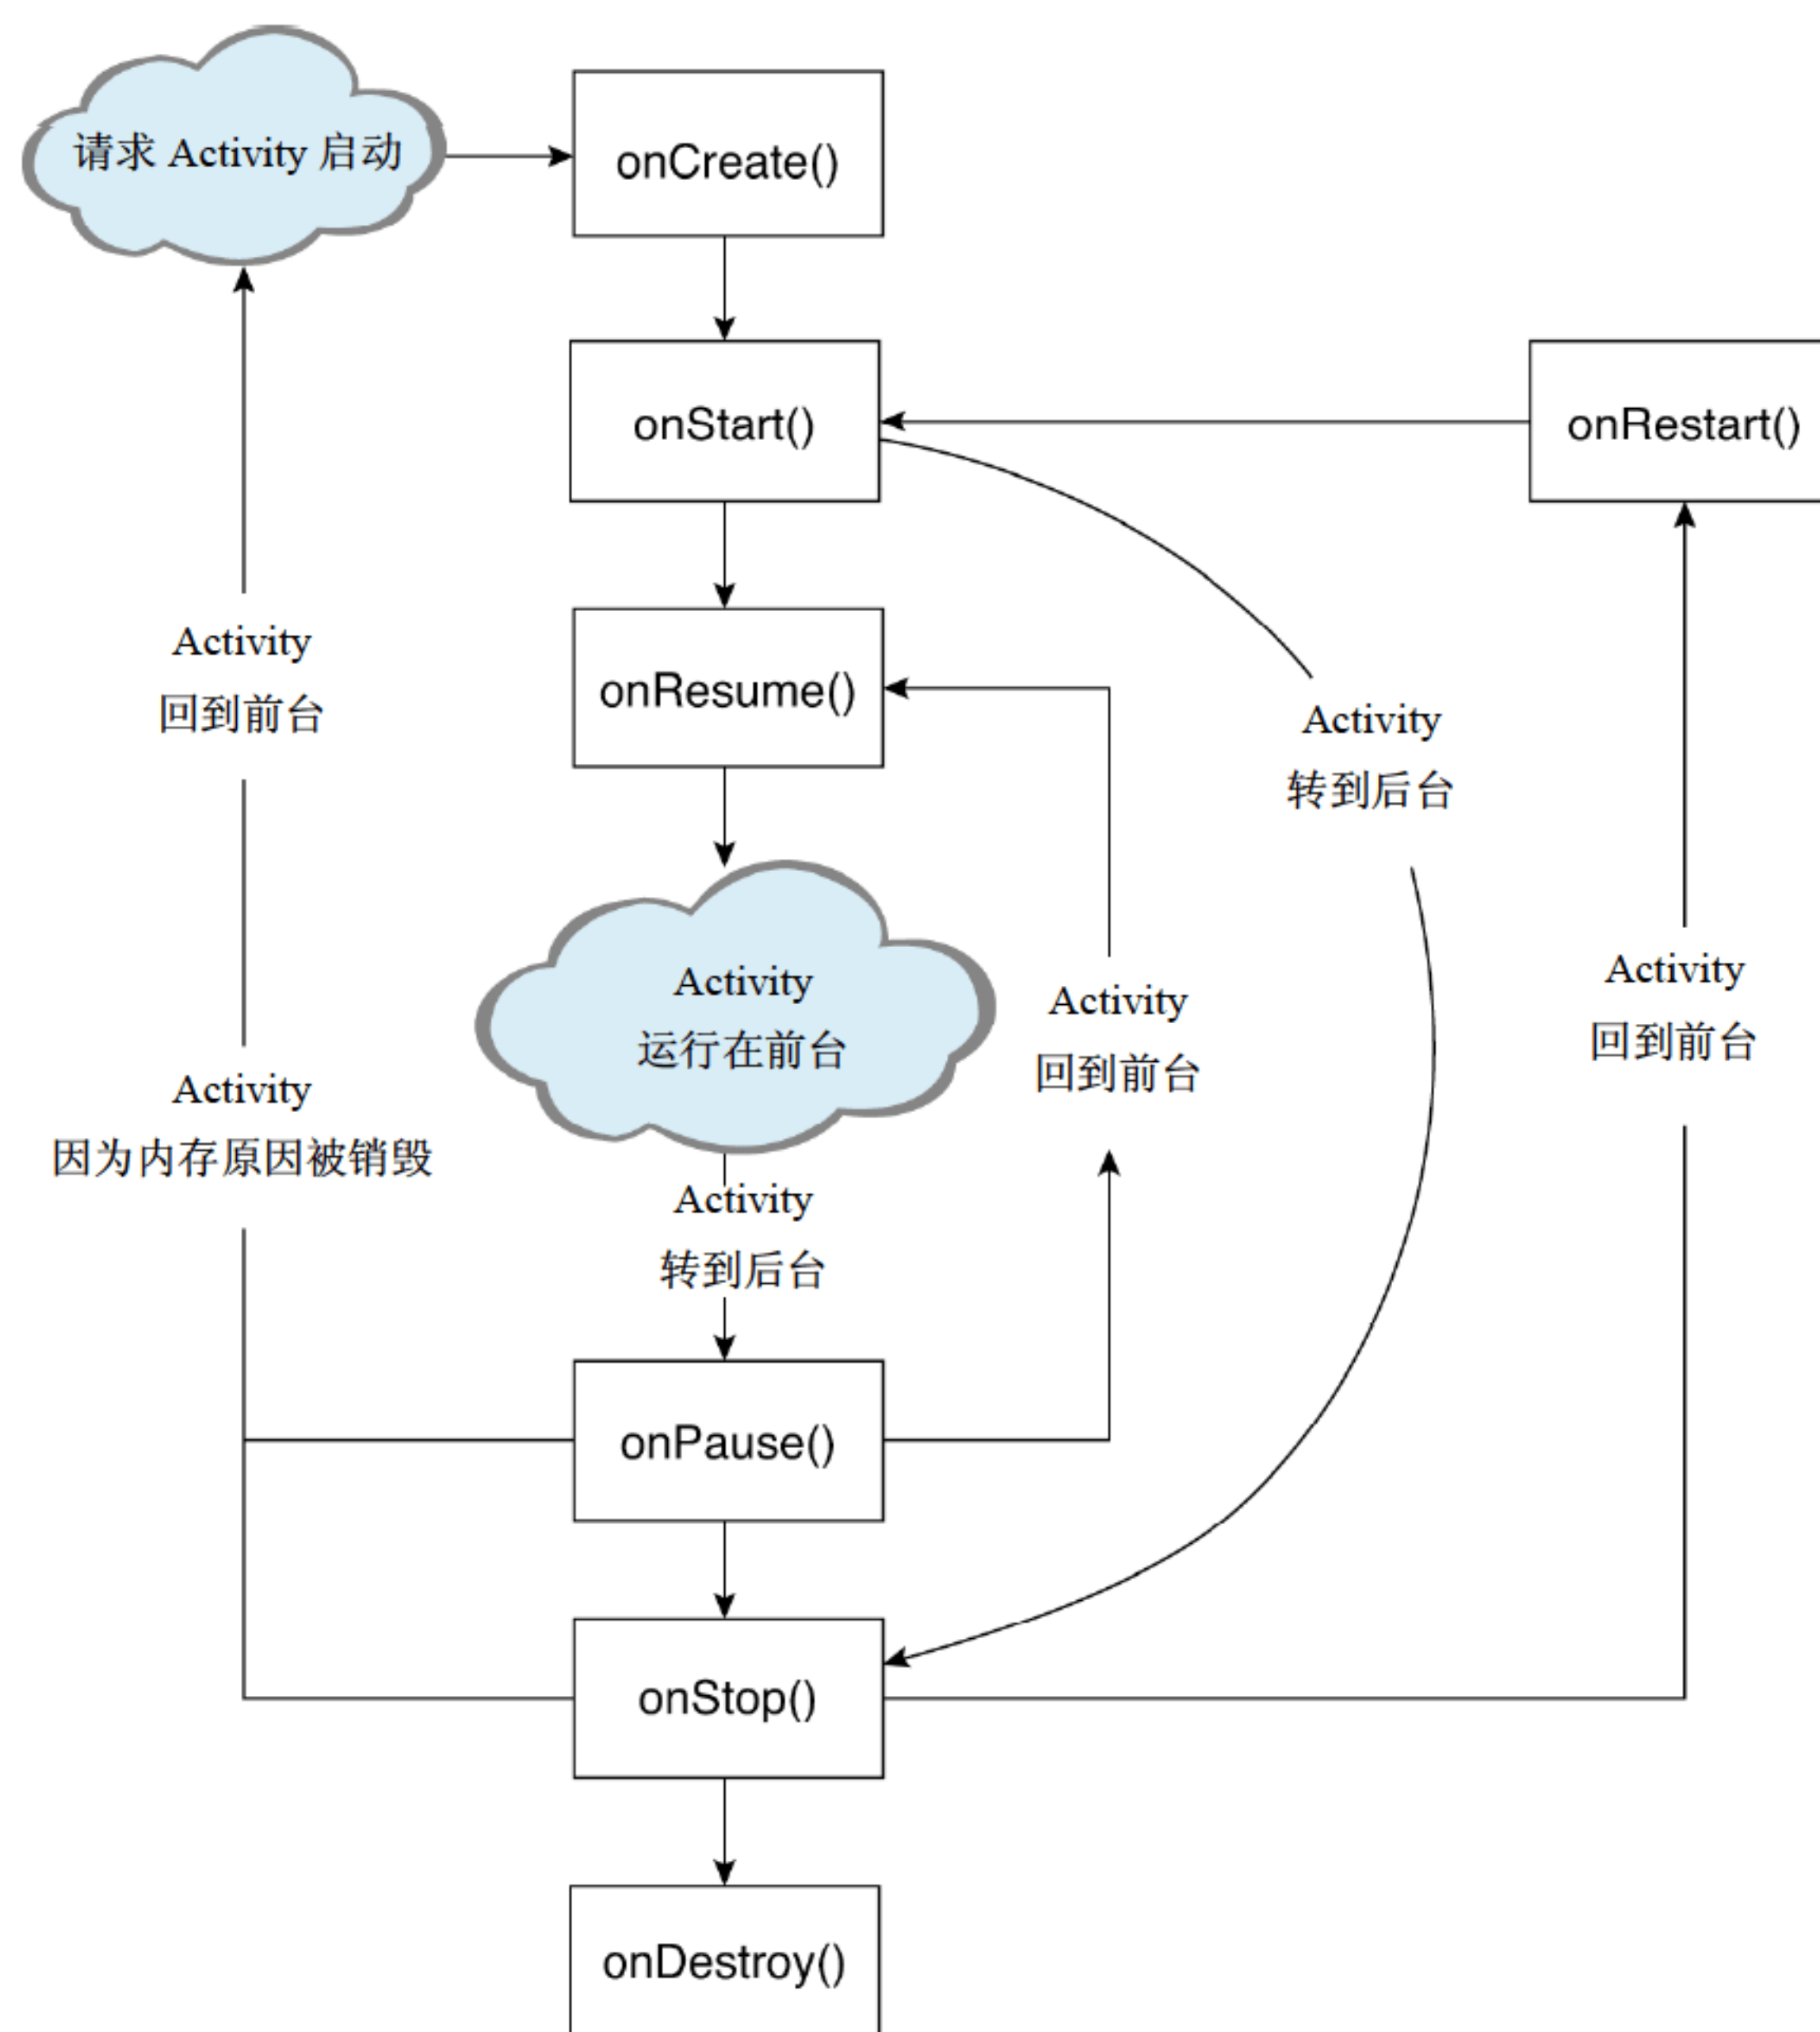 请求 Activity 启动
onCreate()
onStart()
onRestart()
onResume()
Activity
回到前台
Activity
转到后台
Activity
运行在前台
Activity
回到前台
Activity
回到前台
Activity
因为内存原因被销毁
Activity
转到后台
onPause()
onStop()
onDestroy()